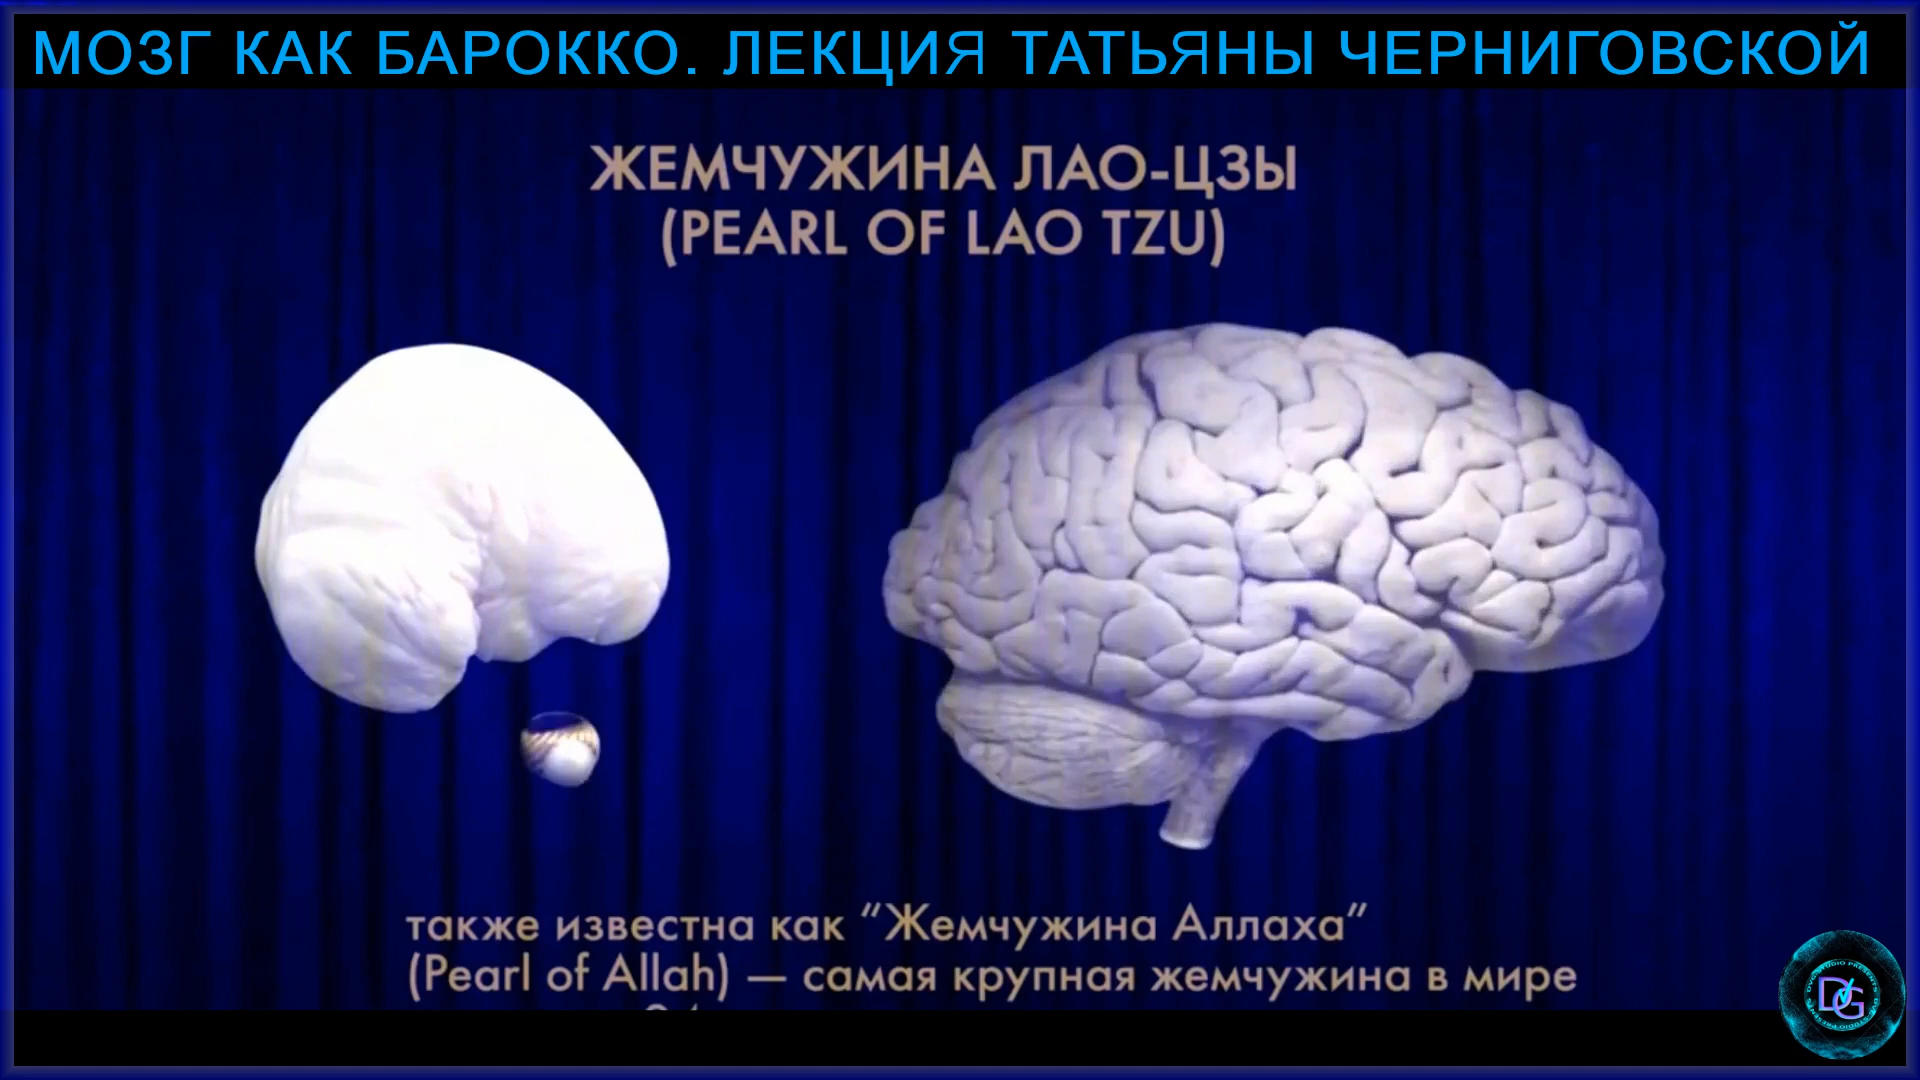 МОЗГ КАК БАРОККО. ЛЕКЦИЯ ТАТЬЯНЫ ЧЕРНИГОВСКОЙ
ЖЕМЧУЖИНА ЛАО-ЦЗЫ
(PEARL OF LAO TZU)
также известна как “Жемчужина Аллаха”
(Pearl of Allah) — самая крупная жемчужина в мире